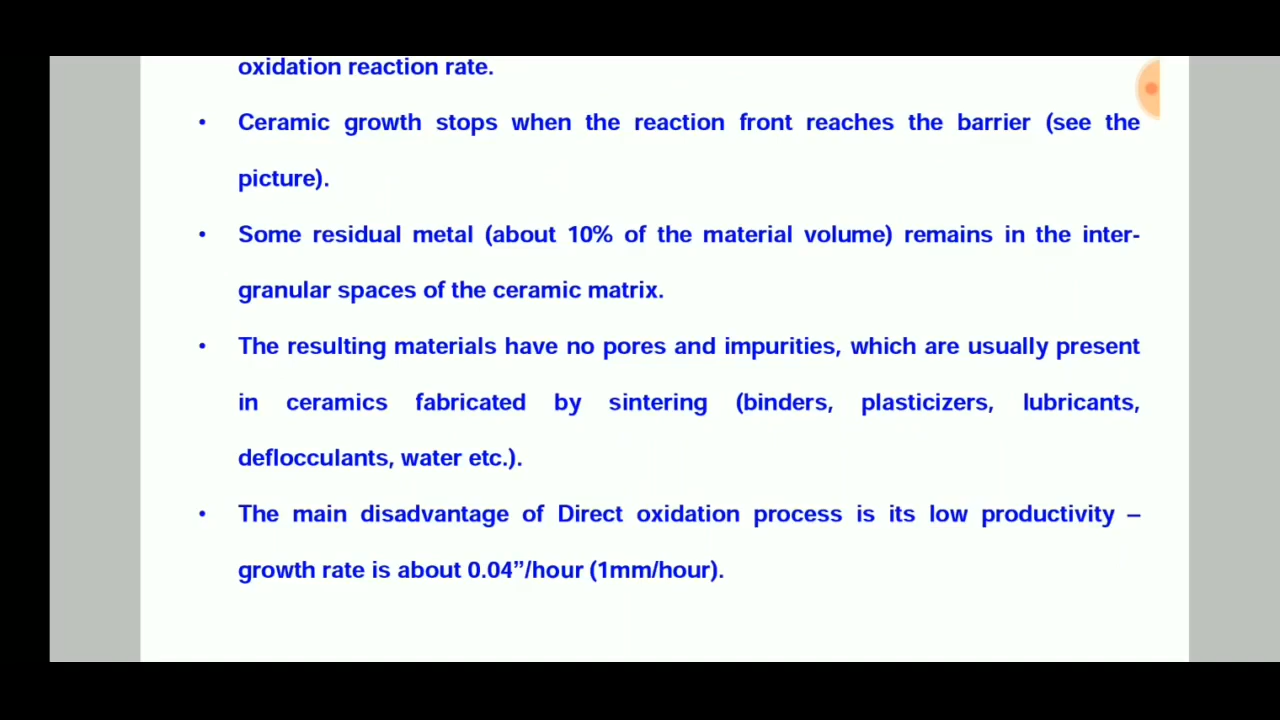 oxidation reaction rate.
• Ceramic growth stops when the reaction front reaches the barrier (see the
picture).
• Some residual metal (about 10% of the material volume) remains in the inter-
granular spaces of the ceramic matrix.
• The resulting materials have no pores and impurities, which are usually present
in ceramics fabricated by sintering (binders, plasticizers, lubricants,
deflocculants, water etc.).
• The main disadvantage of Direct oxidation process is its low productivity –
growth rate is about 0.04”/hour (1mm/hour).